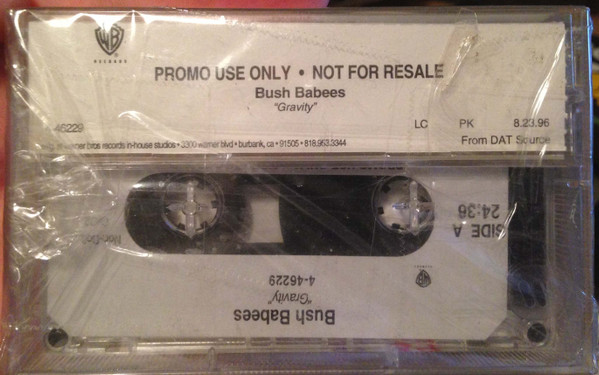 WB
RECORDS
PROMO USE ONLY • NOT FOR RESALE
Bush Babees
"Gravity"
46229
LC PK 8.23.96
warner bros records in-house studios • 3300 warner blvd • burbank, ca • 91505 • 818.953.3344
From DAT Source
Bush Babees
"Gravity"
4-46229
WB
SIDE A
24:36